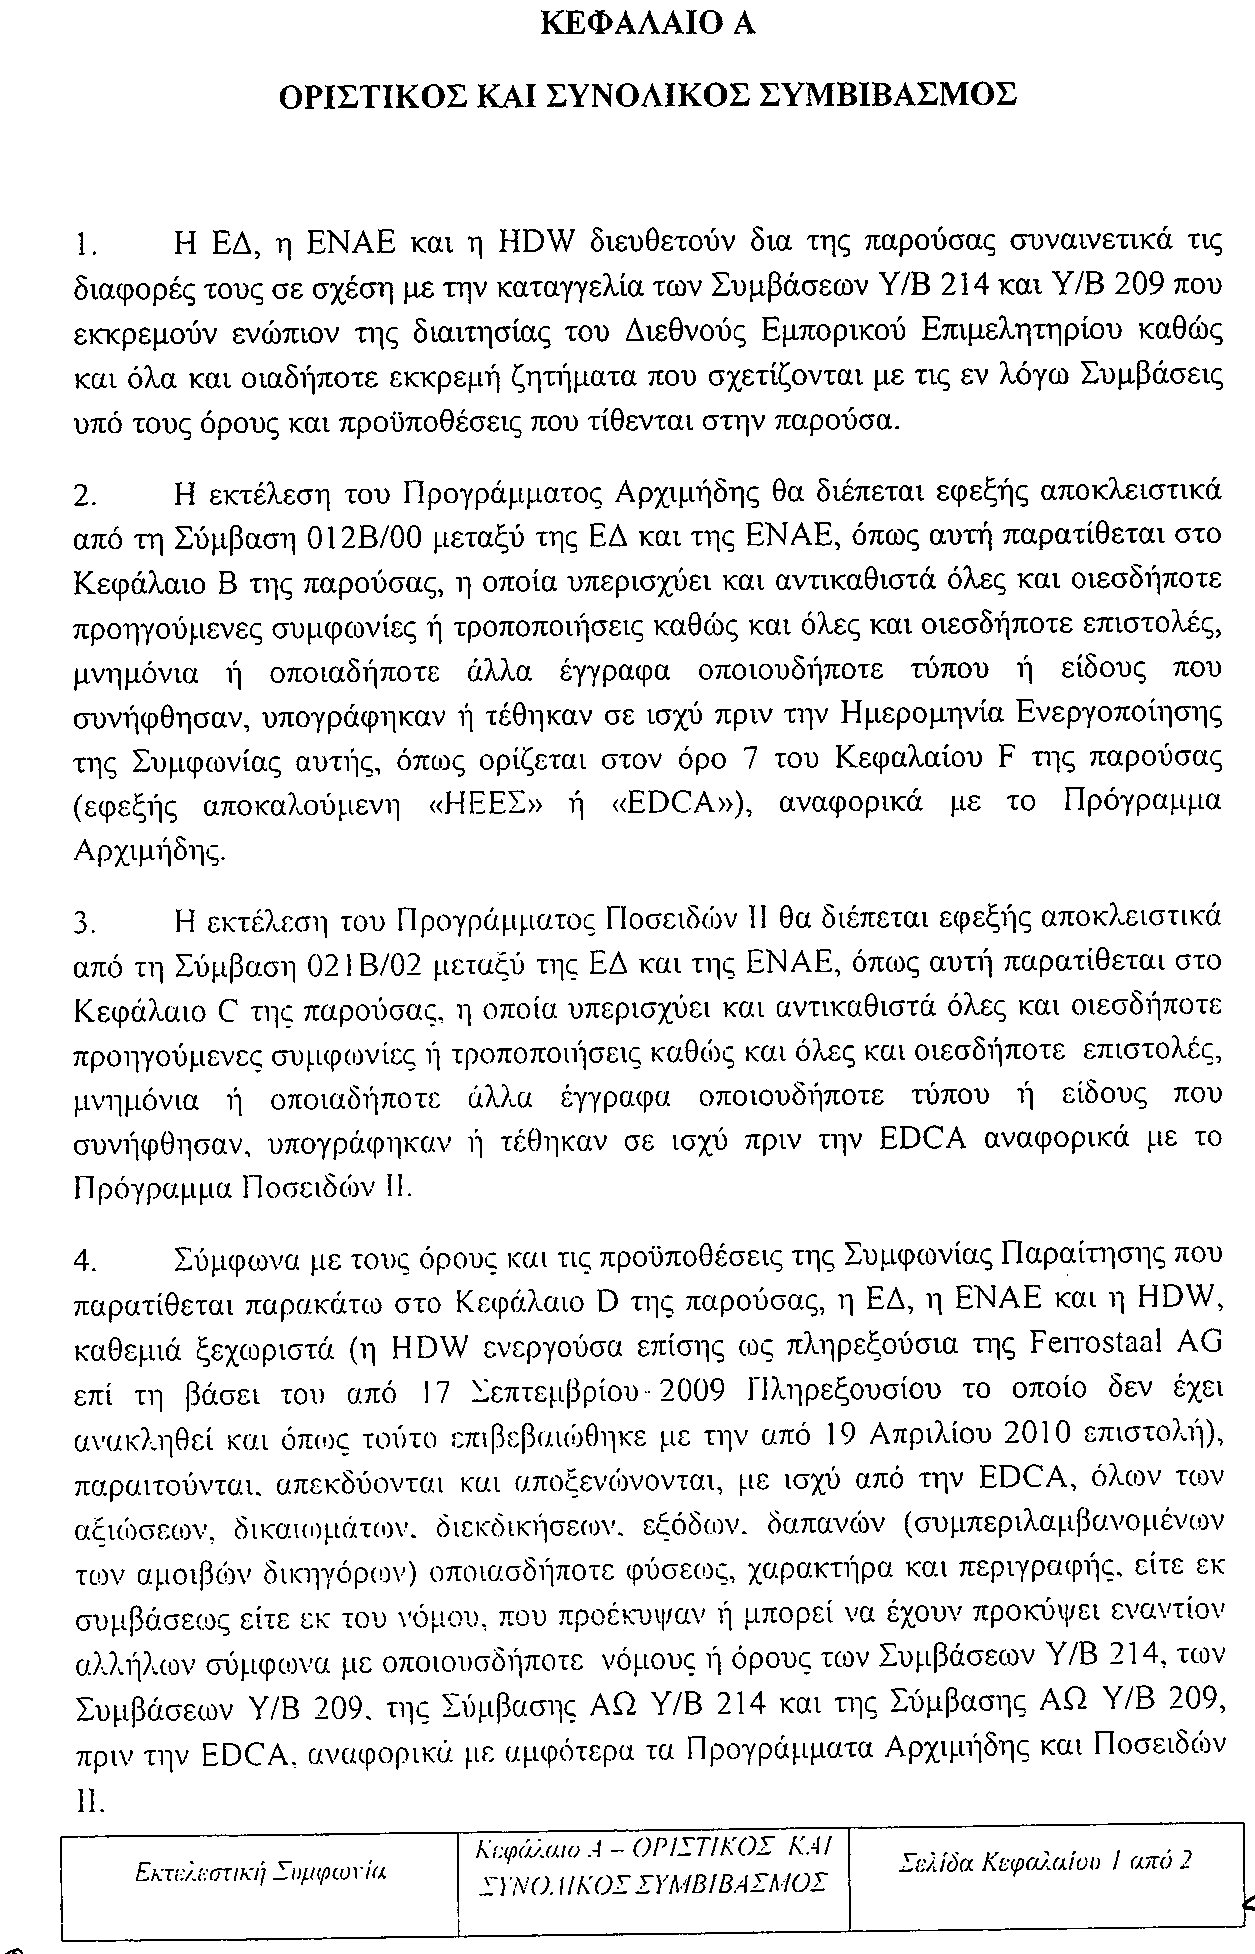 ΚΕΦΑΛΑΙΟ Α
ΟΡΙΣΤΙΚΟΣ ΚΑΙ ΣΥΝΟΛΙΚΟΣ ΣΥΜΒΙΒΑΣΜΟΣ
1. Η ΕΔ, η ΕΝΑΕ και η HDW διευθετούν δια της παρούσας συναινετικά τις
διαφορές τους σε σχέση με την καταγγελία των Συμβάσεων Υ/Β 214 και Υ/Β 209 που
εκκρεμούν ενώπιον της διαιτησίας του Διεθνούς Εμπορικού Επιμελητηρίου καθώς
και όλα και οιαδήποτε εκκρεμή ζητήματα που σχετίζονται με τις εν λόγω Συμβάσεις
υπό τους όρους και προϋποθέσεις που τίθενται στην παρούσα.
2. Η εκτέλεση του Προγράμματος Αρχιμήδης θα διέπεται εφεξής αποκλειστικά
από τη Σύμβαση 012Β/00 μεταξύ της ΕΔ και της ΕΝΑΕ, όπως αυτή παρατίθεται στο
Κεφάλαιο Β της παρούσας, η οποία υπερισχύει και αντικαθιστά όλες και οιεσδήποτε
προηγούμενες συμφωνίες ή τροποποιήσεις καθώς και όλες και οιεσδήποτε επιστολές,
μνημόνια ή οποιαδήποτε άλλα έγγραφα οποιουδήποτε τύπου ή είδους που
συνήφθησαν, υπογράφηκαν ή τέθηκαν σε ισχύ πριν την Ημερομηνία Ενεργοποίησης
της Συμφωνίας αυτής, όπως ορίζεται στον όρο 7 του Κεφαλαίου F της παρούσας
(εφεξής αποκαλούμενη «ΗΕΕΣ» ή «EDCA»), αναφορικά με το Πρόγραμμα
Αρχιμήδης.
3. Η εκτέλεση του Προγράμματος Ποσειδών ΙΙ θα διέπεται εφεξής αποκλειστικά
από τη Σύμβαση 021Β/02 μεταξύ της ΕΔ και της ΕΝΑΕ, όπως αυτή παρατίθεται στο
Κεφάλαιο C της παρούσας, η οποία υπερισχύει και αντικαθιστά όλες και οιεσδήποτε
προηγούμενες συμφωνίες ή τροποποιήσεις καθώς και όλες και οιεσδήποτε επιστολές,
μνημόνια ή οποιαδήποτε άλλα έγγραφα οποιουδήποτε τύπου ή είδους που
συνήφθησαν, υπογράφηκαν ή τέθηκαν σε ισχύ πριν την EDCA αναφορικά με το
Πρόγραμμα Ποσειδών ΙΙ.
4. Σύμφωνα με τους όρους και τις προϋποθέσεις της Συμφωνίας Παραίτησης που
παρατίθεται παρακάτω στο Κεφάλαιο D της παρούσας, η ΕΔ, η ΕΝΑΕ και η HDW,
καθεμιά ξεχωριστά (η HDW ενεργούσα επίσης ως πληρεξούσια της Ferrostaal AG
επί τη βάσει του από 17 Σεπτεμβρίου 2009 Πληρεξουσίου το οποίο δεν έχει
ανακληθεί και όπως τούτο επιβεβαιώθηκε με την από 19 Απριλίου 2010 επιστολή),
παραιτούνται, απεκδύονται και αποξενώνονται, με ισχύ από την EDCA, όλων των
αξιώσεων, δικαιωμάτων, διεκδικήσεων, εξόδων, δαπανών (συμπεριλαμβανομένων
των αμοιβών δικηγόρων) οποιασδήποτε φύσεως, χαρακτήρα και περιγραφής, είτε εκ
συμβάσεως είτε εκ του νόμου, που προέκυψαν ή μπορεί να έχουν προκύψει εναντίον
αλλήλων σύμφωνα με οποιουσδήποτε νόμους ή όρους των Συμβάσεων Υ/Β 214, των
Συμβάσεων Υ/Β 209, της Σύμβασης ΑΩ Υ/Β 214 και της Σύμβασης ΑΩ Υ/Β 209,
πριν την EDCA, αναφορικά με αμφότερα τα Προγράμματα Αρχιμήδης και Ποσειδών
ΙΙ.
Εκτελεστική Συμφωνία
Κεφάλαιο Α – ΟΡΙΣΤΙΚΟΣ ΚΑΙ
ΣΥΝΟΛΙΚΟΣ ΣΥΜΒΙΒΑΣΜΟΣ
Σελίδα Κεφαλαίου 1 από 2